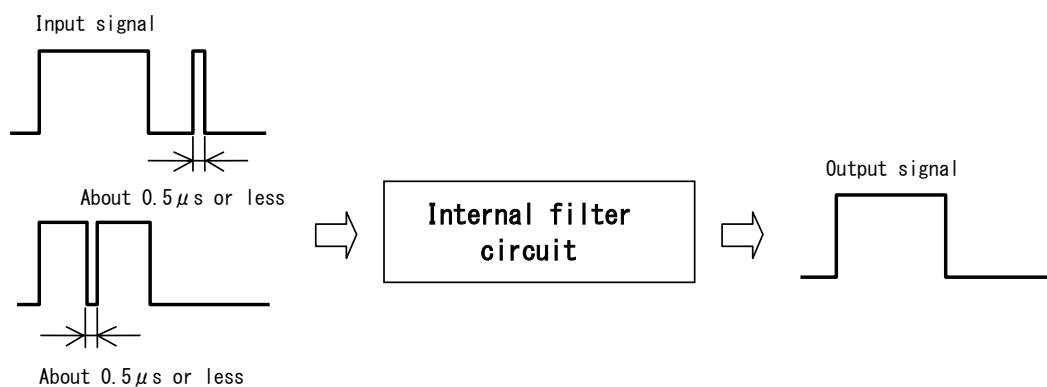 Input signal
About 0.5μs or less
About 0.5μs or less
Internal filter
circuit
Output signal